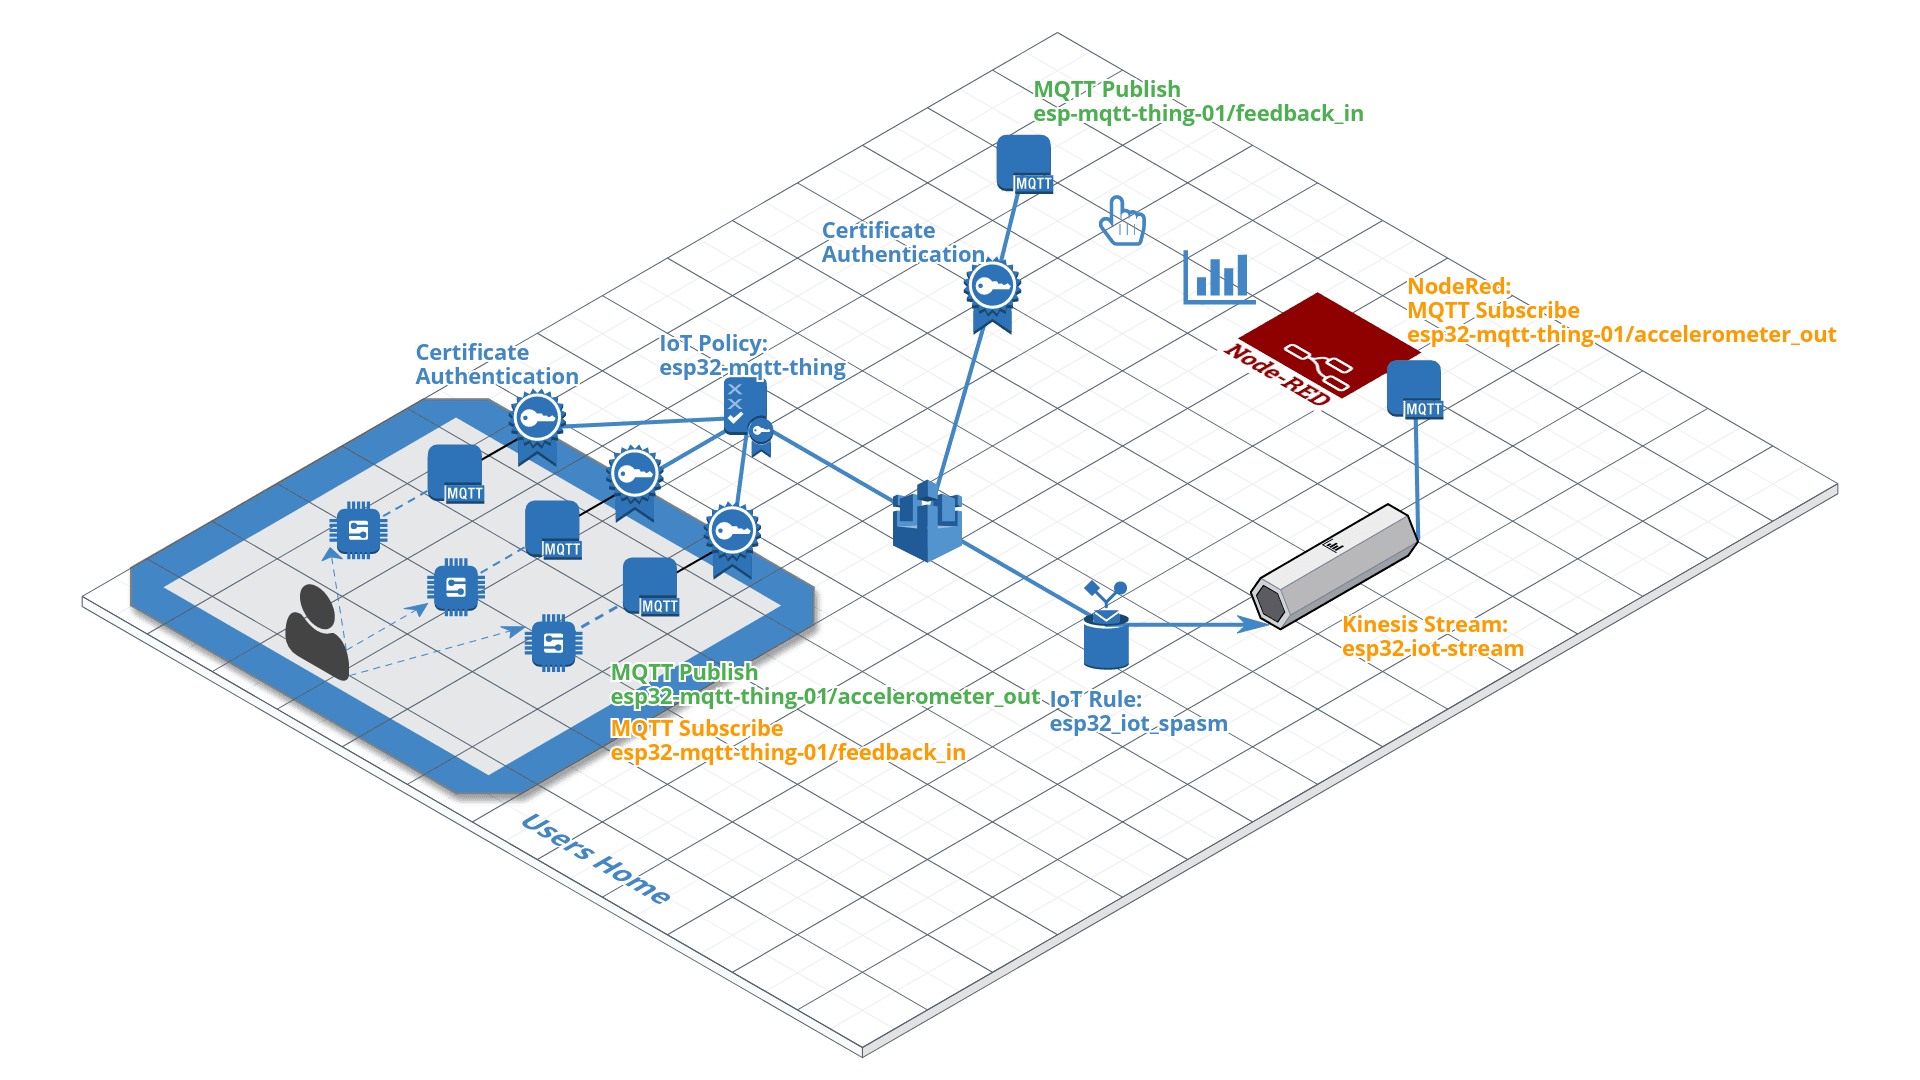 MQTT Publish
esp-mqtt-thing-01/feedback_in
MQTT
Certificate
Authentication
NodeRed:
MQTT Subscribe
esp32-mqtt-thing-01/accelerometer_out
Node-RED
MQTT
Certificate
Authentication
IoT Policy:
esp32-mqtt-thing
MQTT
MQTT
MQTT
Kinesis Stream:
esp32-iot-stream
MQTT Publish
esp32-mqtt-thing-01/accelerometer_out
MQTT Subscribe
esp32-mqtt-thing-01/feedback_in
IoT Rule:
esp32_iot_spasm
Users Home